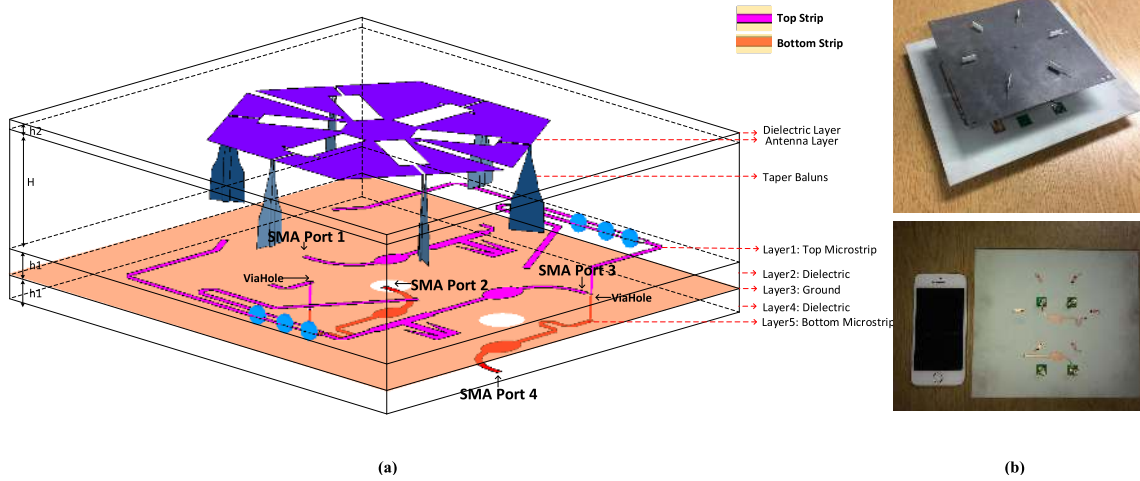 Top Strip
Bottom Strip
h2
Dielectric Layer
Antenna Layer
H
Taper Baluns
SMA Port 1
Layer1: Top Microstrip
h1
ViaHole
SMA Port 2
SMA Port 3
Layer2: Dielectric
h1
ViaHole
Layer3: Ground
Layer4: Dielectric
Layer5: Bottom Microstrip
SMA Port 4
(a)
(b)